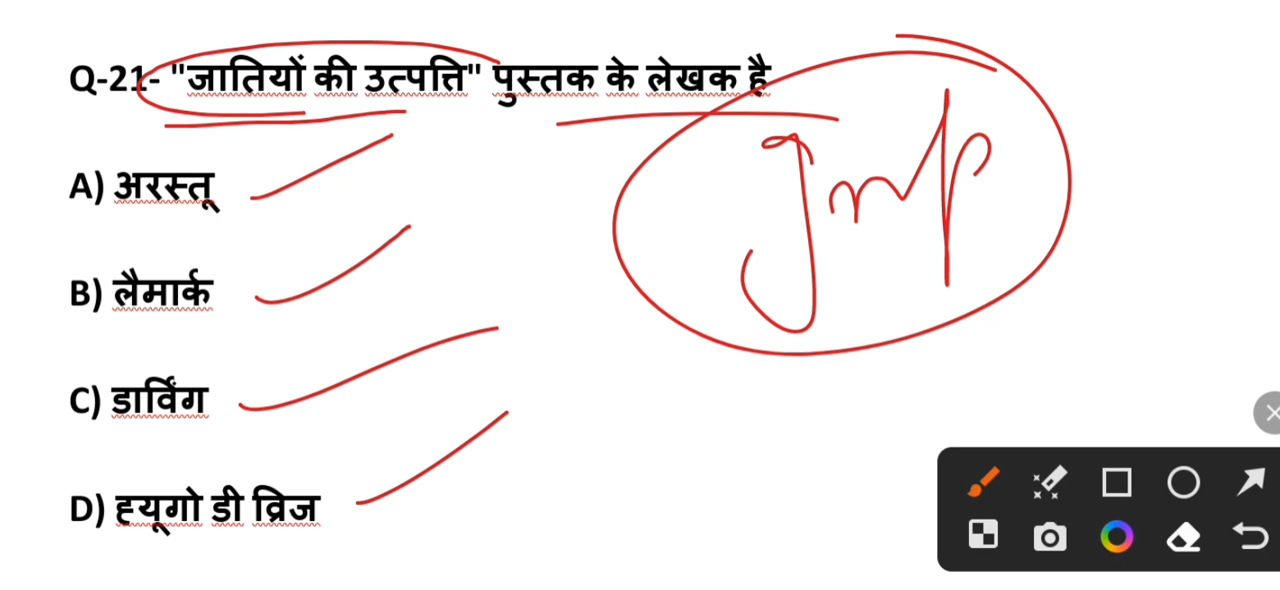 Q-21- "जातियों की उत्पत्ति" पुस्तक के लेखक है
Imp
A) अरस्तू
B) लैमार्क
C) डार्विंग
D) ह्यूगो डी व्रिज